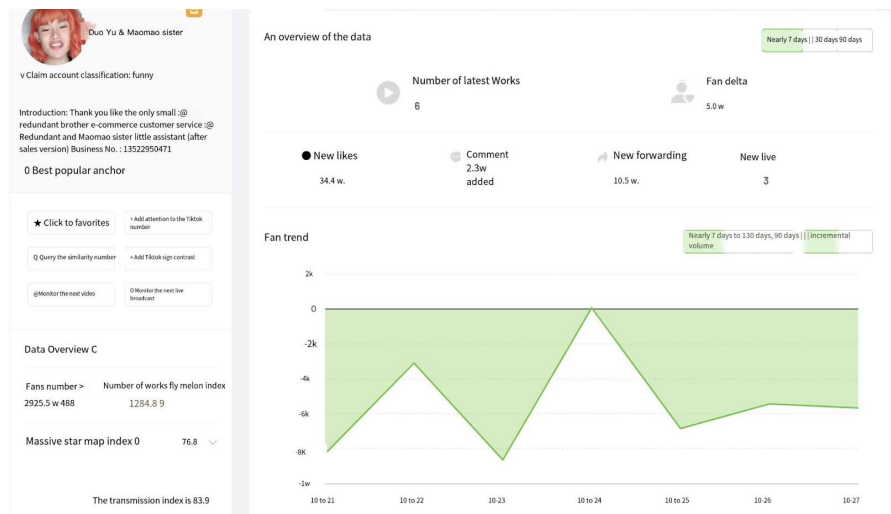 Duo Yu & Maomao sister
v Claim account classification: funny
Introduction: Thank you like the only small :@
redundant brother e-commerce customer service :@
Redundant and Maomao sister little assistant (after
sales version) Business No. : 13522950471
0 Best popular anchor
★ Click to favorites
+ Add attention to the Tiktok
number
Q Query the similarity number
+ Add Tiktok sign contrast
@Monitor the next video
O Monitor the next live
broadcast
Data Overview C
Fans number >
Number of works fly melon index
2925.5 w 488
1284.8 9
Massive star map index 0
76.8
The transmission index is 83.9
An overview of the data
Nearly 7 days | | 30 days 90 days
Number of latest Works
6
Fan delta
5.0 w
New likes
34.4 w.
Comment
2.3w
added
New forwarding
10.5 w.
New live
3
Fan trend
Nearly 7 days to 130 days, 90 days | | | incremental
volume
2k
0
-2k
-4k
-6k
-8K
-1w
10 to 21
10 to 22
10-23
10 to 24
10 to 25
10-26
10-27